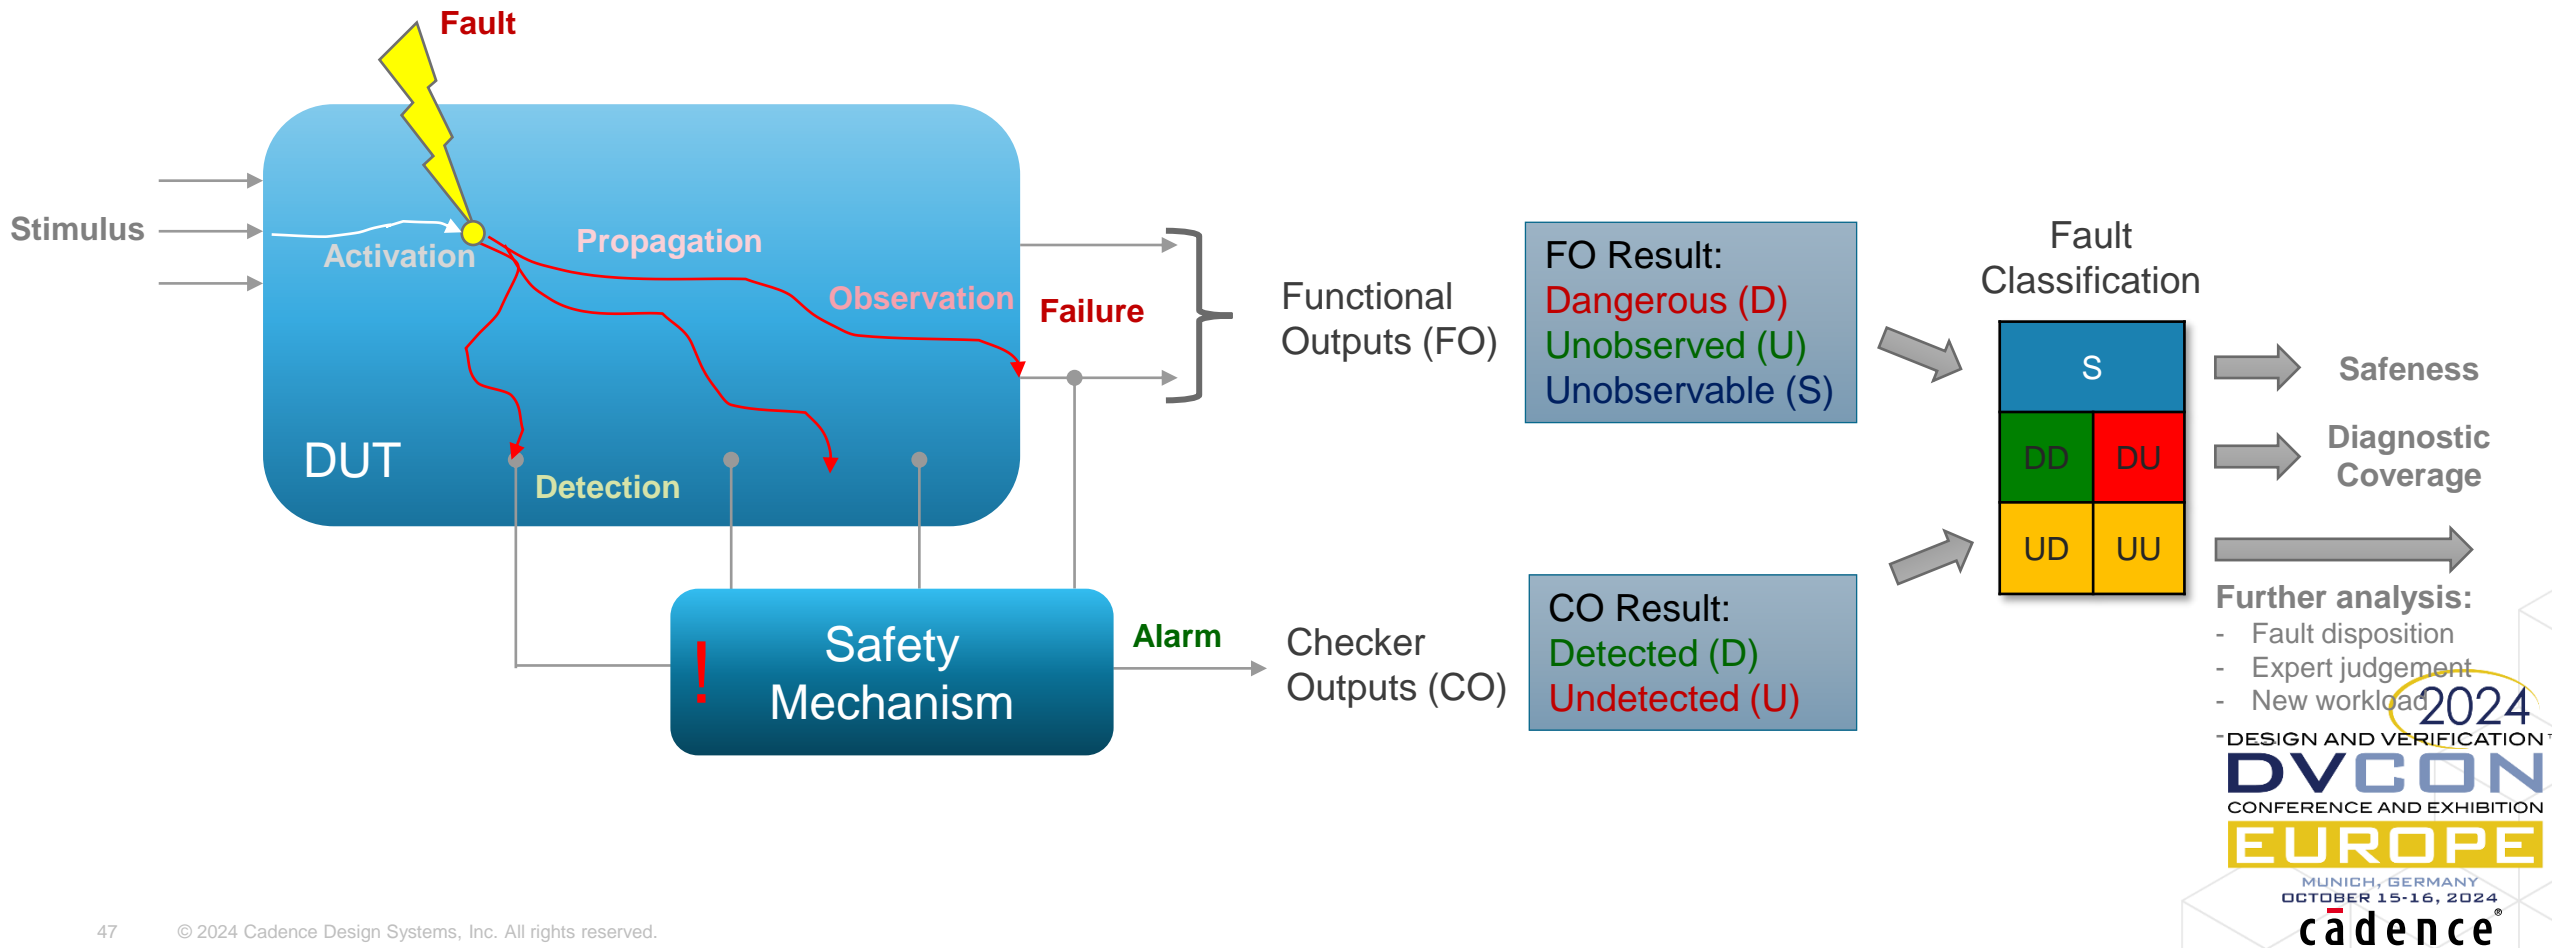 Fault
Stimulus
Activation
Propagation
Observation
Failure
DUT
Detection
!
Safety
Mechanism
Alarm
Functional
Outputs (FO)
Checker
Outputs (CO)
FO Result:
Dangerous (D)
Unobserved (U)
Unobservable (S)
CO Result:
Detected (D)
Undetected (U)
Fault
Classification
S
DD DU
UD UU
Safeness
Diagnostic
Coverage
Further analysis:
- Fault disposition
- Expert judgement
- New workload
-
2024
DESIGN AND VERIFICATION™
DVCON
CONFERENCE AND EXHIBITION
EUROPE
MUNICH, GERMANY
OCTOBER 15-16, 2024
cādence®
47 © 2024 Cadence Design Systems, Inc. All rights reserved.